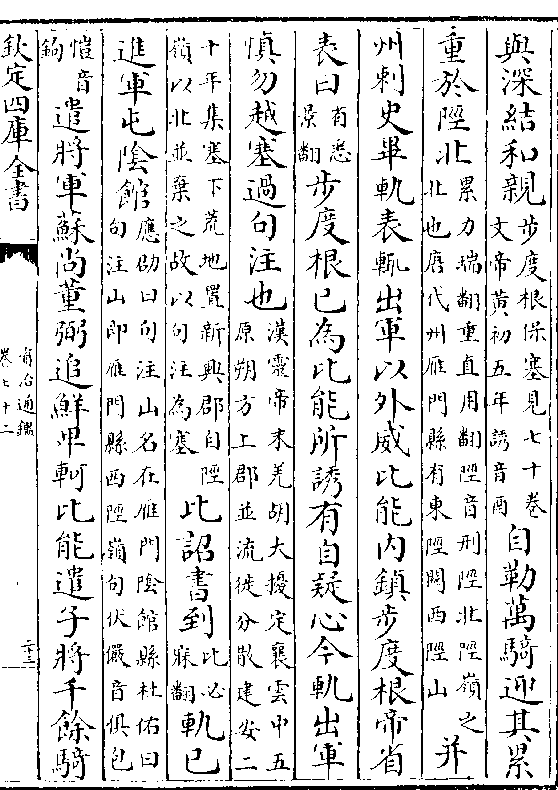 與深結和親步度根保塞見七十卷文帝黃初五年誘音酉自勒萬騎迎其累
重於陘北累力瑞翻重直用翻陘音刑陘北陘嶺之北也唐代州雁門縣有東陘關西陘山并
州刺史畢軌表輒出軍以外威比能内鎮步度根帝省
表曰省悉景翻步度根已為比能所誘有自疑心今軌出軍
慎勿越塞過句注也漢靈帝末羌胡大擾定襄雲中五原朔方上郡並流徙分散建安二
十年集塞下荒地置新興郡自陘嶺以北並棄之故以句注為塞比詔書到比必寐翻軌已
進軍屯陰館應劭曰句注山名在雁門陰館縣杜佑曰句注山即雁門縣西陘嶺句伏儼音俱包
愷音鉤遣將軍蘇尚董弼追鮮卑軻比能遣子將千餘騎
欽定四庫全書
資治通鑑
卷七十二
二十三